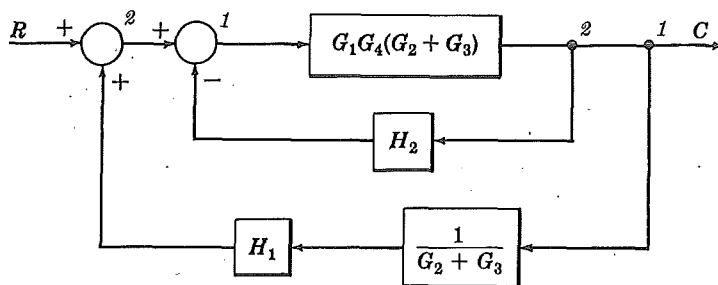 R + 2 + 1 G₁G₄(G₂ + G₃) 2 1 C
+ −
H₂
H₁ 1 / (G₂ + G₃)